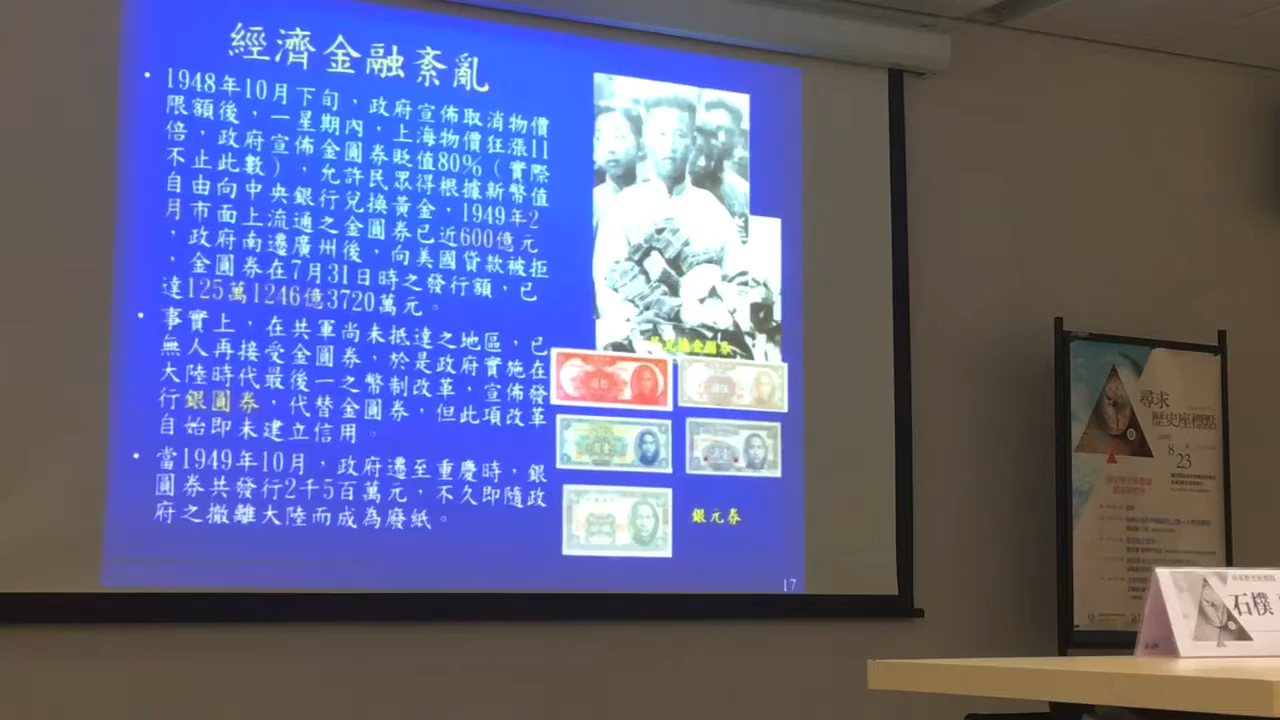 經濟金融紊亂
• 1948年10月下旬，政府宣佈取消物價
限額後，一星期內，上海物價狂漲11
倍，政府宣佈金圓券貶值80%（實際
不止此數），允許民眾得根據新幣值
自由向中央銀行兌換黃金，1949年2
月市面上流通之金圓券已近600億元
，政府南遷廣州後，向美國貸款被拒
，金圓券在7月31日時之發行額，已
達125萬1246億3720萬元。
• 事實上，在共軍尚未抵達之地區，已
無人再接受金圓券，於是政府實施在
大陸時代最後一之幣制改革，宣佈發
行銀圓券，代替金圓券，但此項改革
自始即未建立信用。
• 當1949年10月，政府遷至重慶時，銀
圓券共發行2千5百萬元，不久即隨政
府之撤離大陸而成為廢紙。
兌換金圓券
銀元券
17
尋求
歷史座標點
8
23
石樸